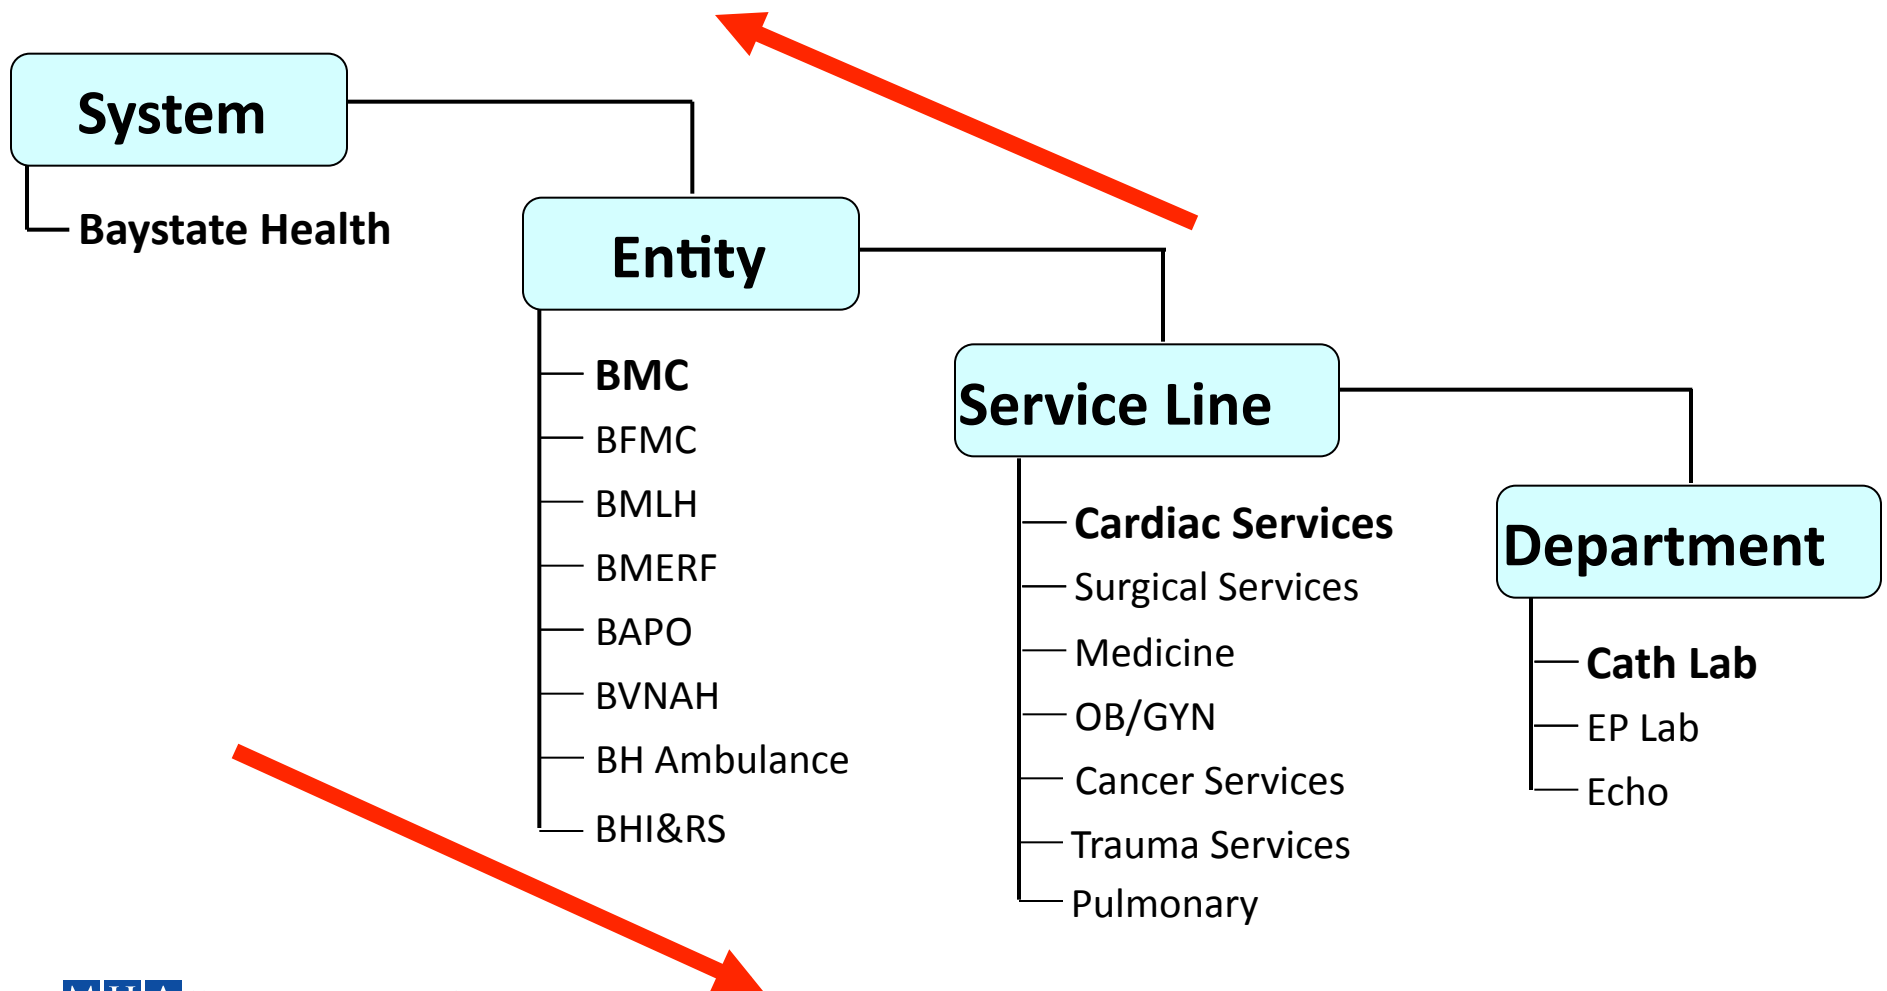 System
Baystate Health
Entity
BMC
BFMC
BMLH
BMERF
BAPO
BVNAH
BH Ambulance
BHI&RS
Service Line
Cardiac Services
Surgical Services
Medicine
OB/GYN
Cancer Services
Trauma Services
Pulmonary
Department
Cath Lab
EP Lab
Echo
MHA